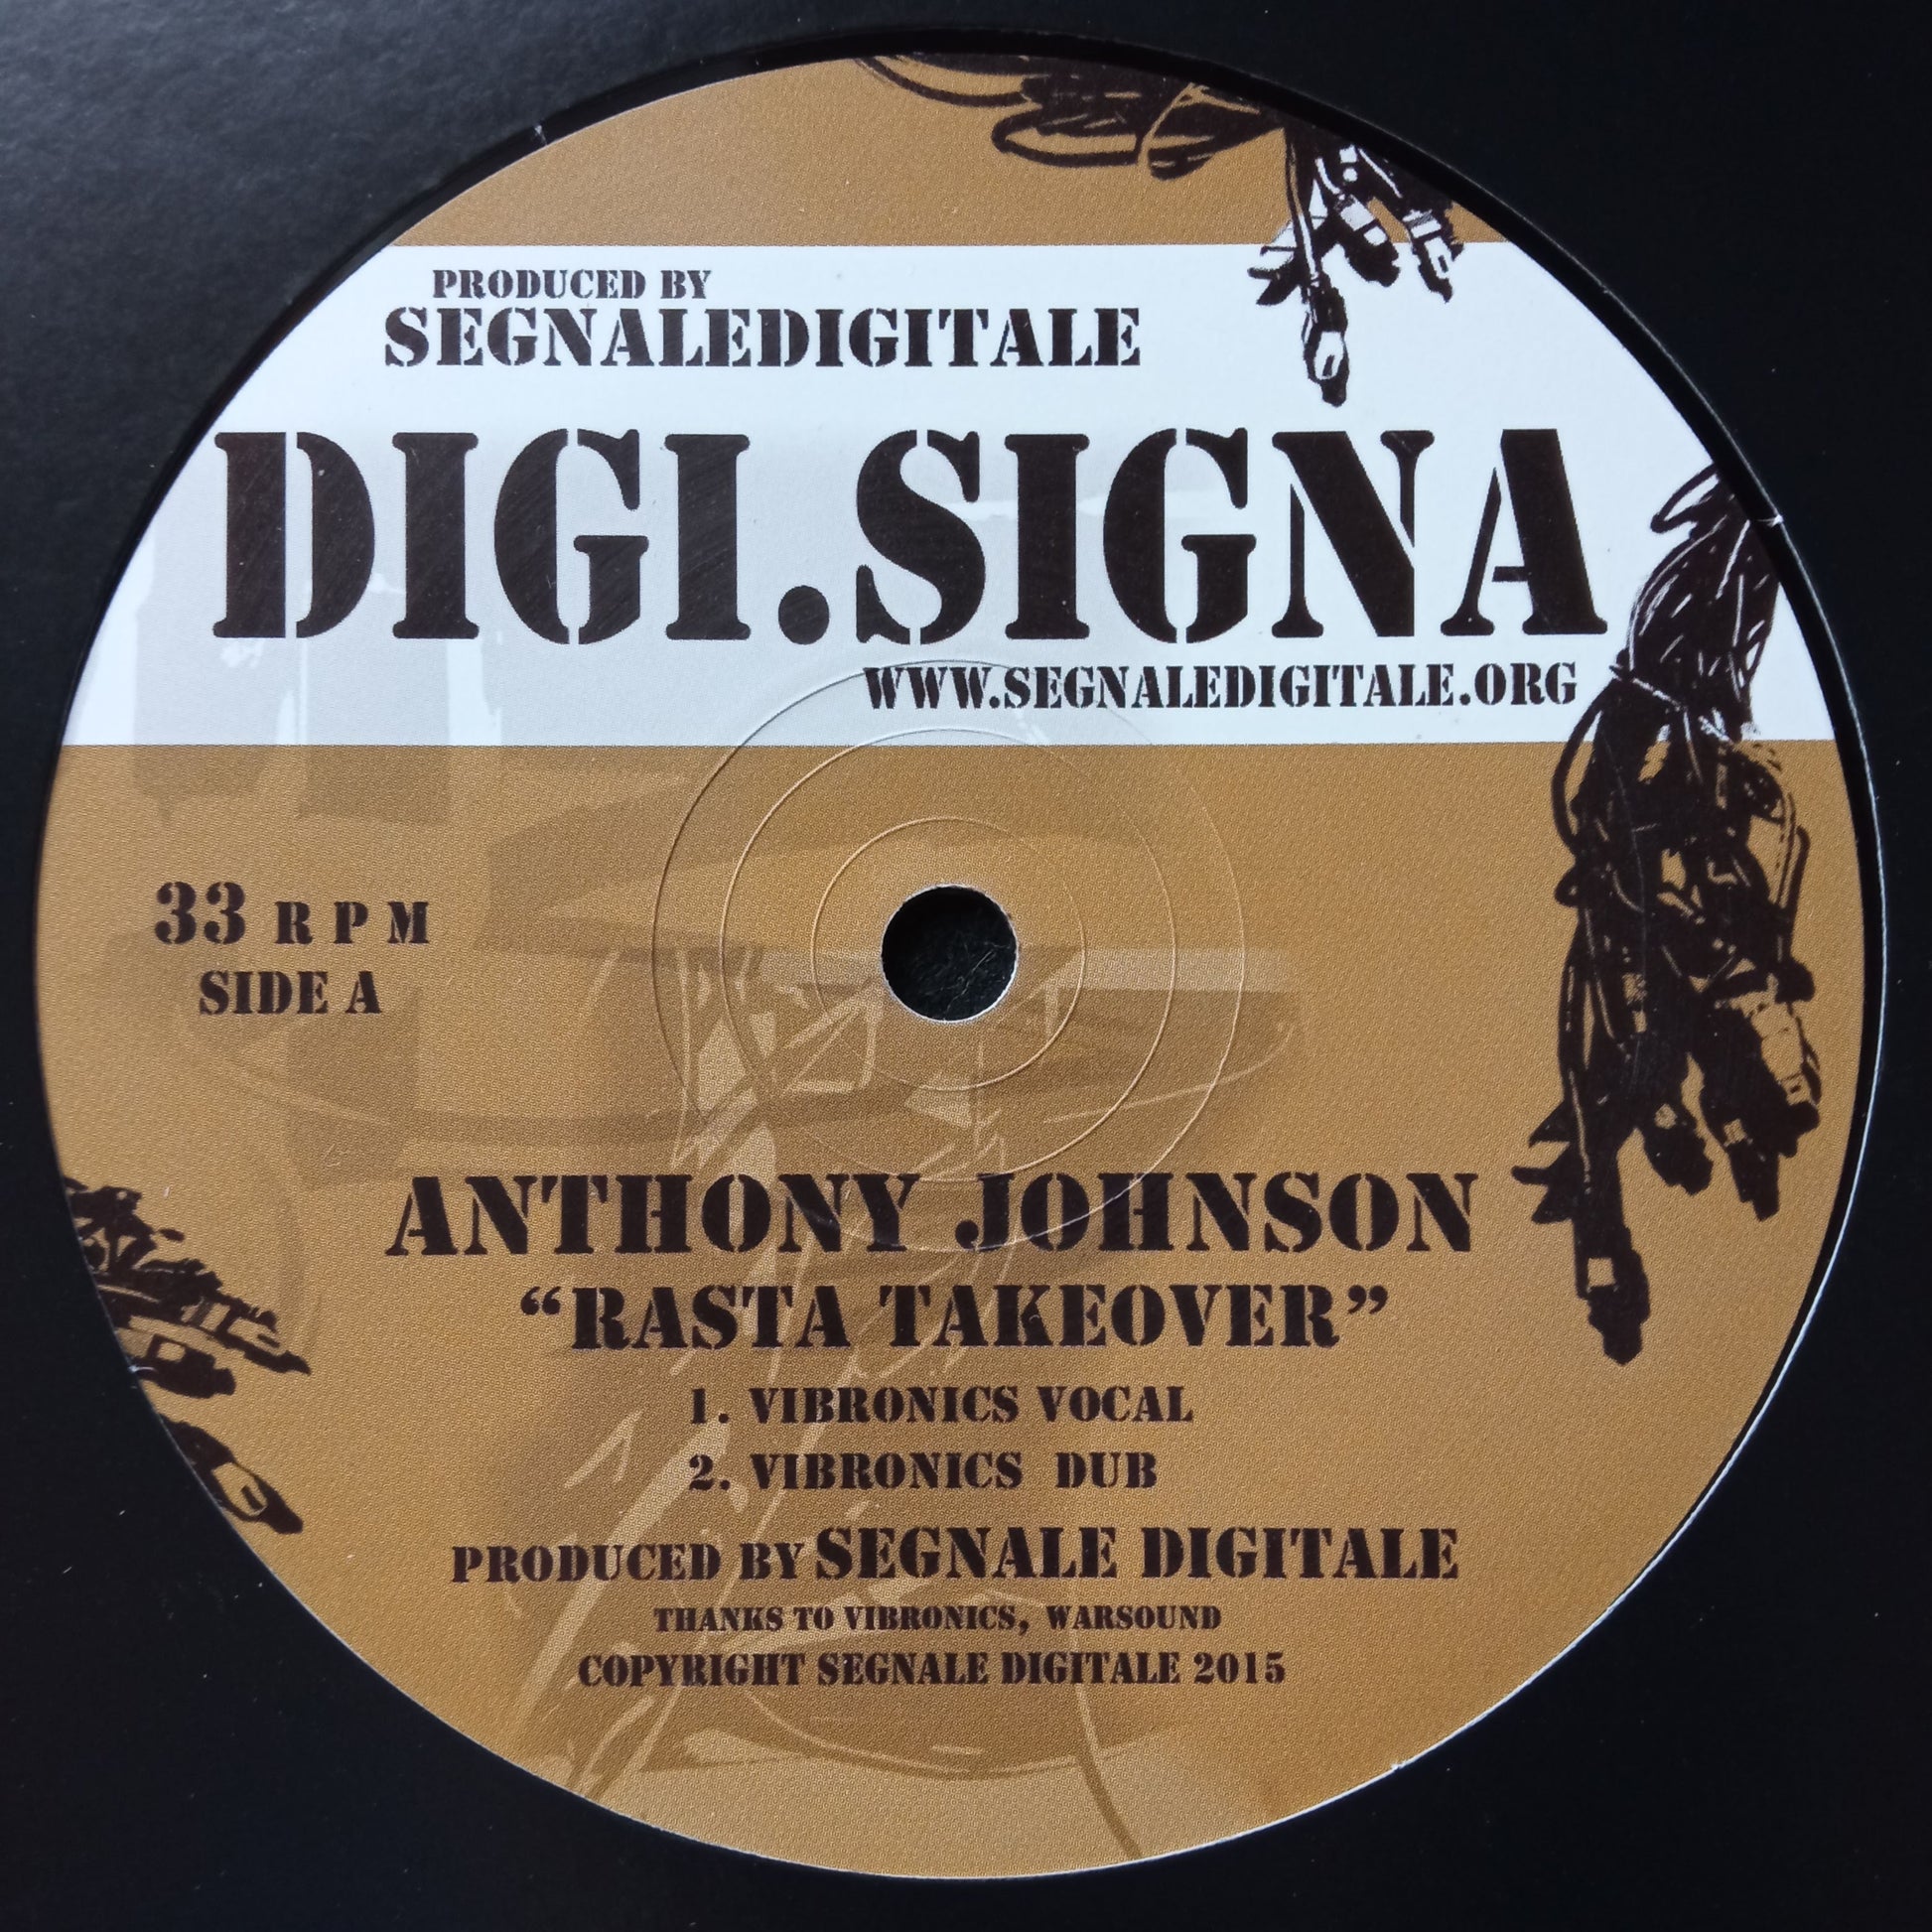 PRODUCED BY
SEGNALEDIGITALE
DIGI.SIGNA
WWW.SEGNALEDIGITALE.ORG
33 RPM
SIDE A
ANTHONY JOHNSON
“RASTA TAKEOVER”
1. VIBRONICS VOCAL
2. VIBRONICS DUB
PRODUCED BY SEGNALE DIGITALE
THANKS TO VIBRONICS, WARSOUND
COPYRIGHT SEGNALE DIGITALE 2015